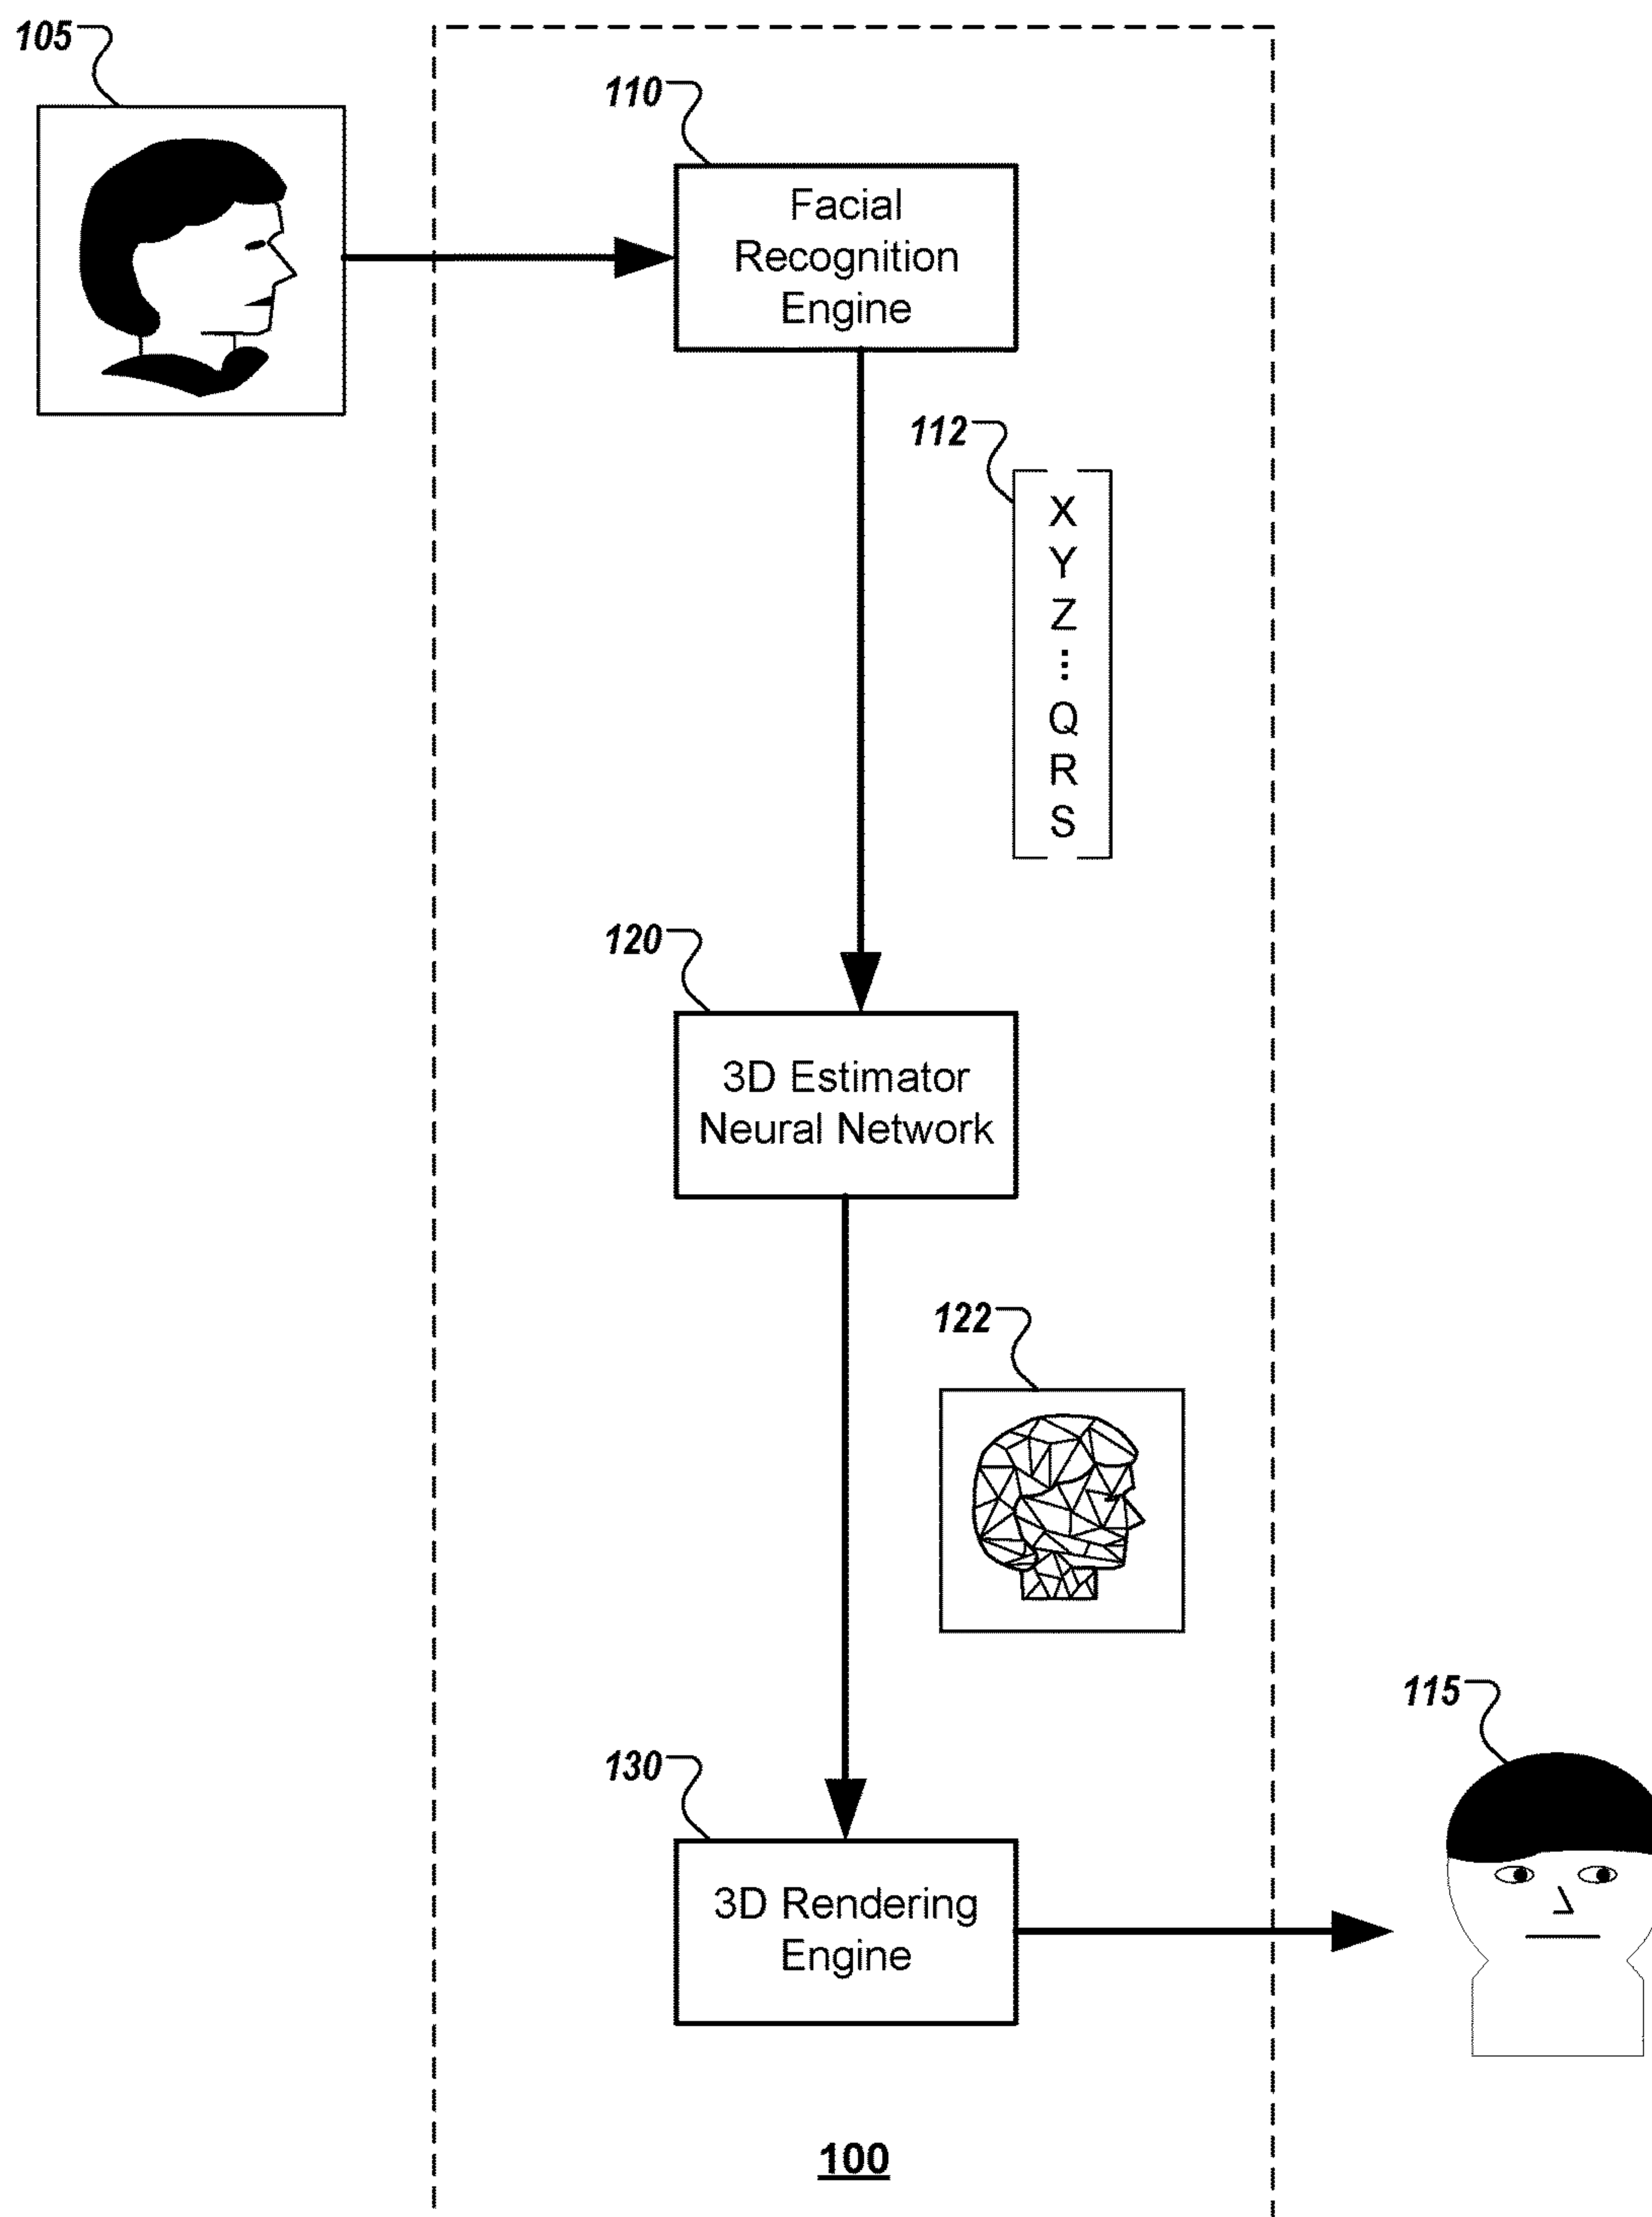 105
110
Facial
Recognition
Engine
112
X
Y
Z
⋮
Q
R
S
120
3D Estimator
Neural Network
122
115
130
3D Rendering
Engine
100